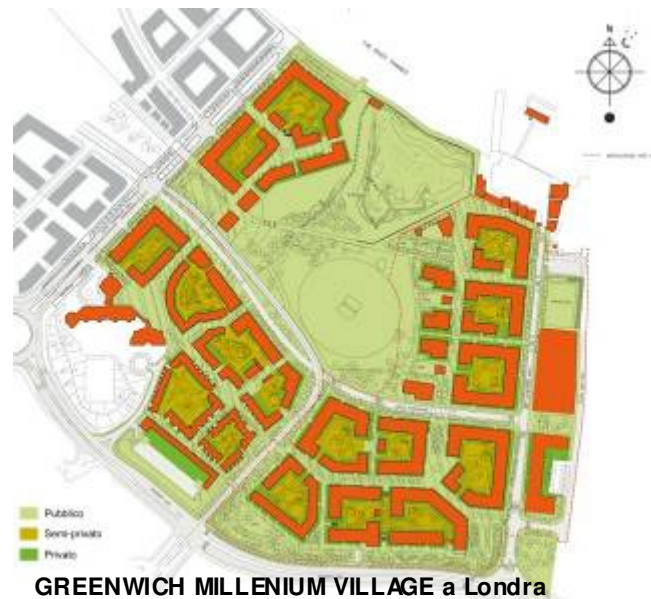 N
Pubblico
Semi-privato
Privato
GREENWICH MILLENIUM VILLAGE a Londra